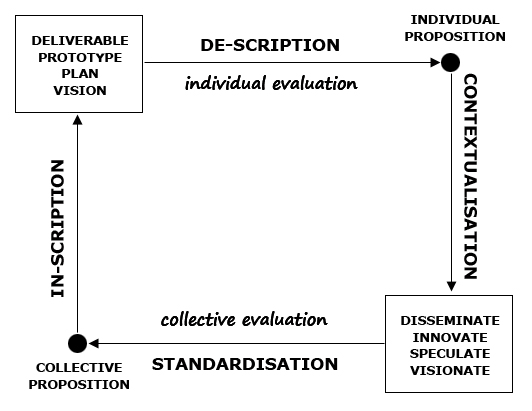 DELIVERABLE
PROTOTYPE
PLAN
VISION
DE-SCRIPTION
individual evaluation
INDIVIDUAL
PROPOSITION
CONTEXTUALISATION
DISSEMINATE
INNOVATE
SPECULATE
VISIONATE
collective evaluation
STANDARDISATION
COLLECTIVE
PROPOSITION
IN-SCRIPTION